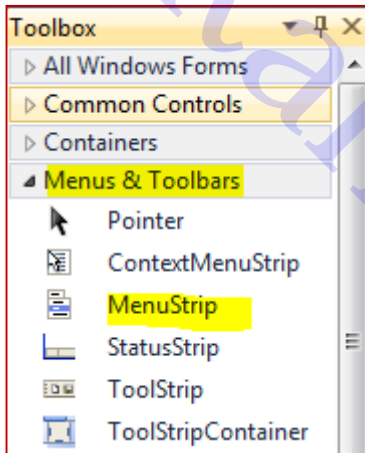 Toolbox
All Windows Forms
Common Controls
Containers
Menus & Toolbars
Pointer
ContextMenuStrip
MenuStrip
StatusStrip
ToolStrip
ToolStripContainer